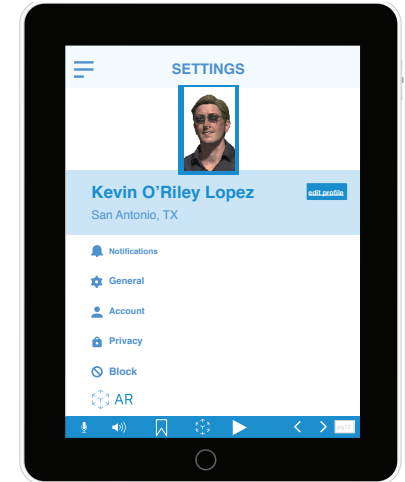 SETTINGS
Kevin O’Riley Lopez
edit profile
San Antonio, TX
Notifications
General
Account
Privacy
Block
AR